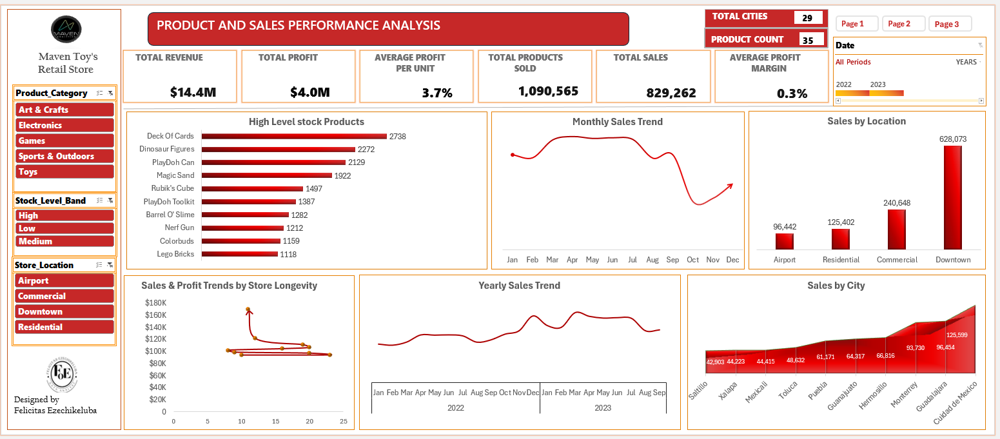 MAVEN
Maven Toy's
Retail Store
Product_Category
Art & Crafts
Electronics
Games
Sports & Outdoors
Toys
Stock_Level_Band
High
Low
Medium
Store_Location
Airport
Commercial
Downtown
Residential
FoE
Designed by
Felicitas Ezechikeluba
PRODUCT AND SALES PERFORMANCE ANALYSIS
TOTAL CITIES 29
PRODUCT COUNT 35
Page 1 Page 2 Page 3
Date
All Periods YEARS
2022 2023
TOTAL REVENUE
$14.4M
TOTAL PROFIT
$4.0M
AVERAGE PROFIT
PER UNIT
3.7%
TOTAL PRODUCTS
SOLD
1,090,565
TOTAL SALES
829,262
AVERAGE PROFIT
MARGIN
0.3%
High Level stock Products
Deck Of Cards 2738
Dinosaur Figures 2272
PlayDoh Can 2129
Magic Sand 1922
Rubik's Cube 1497
PlayDoh Toolkit 1387
Barrel O' Slime 1282
Nerf Gun 1212
Colorbuds 1159
Lego Bricks 1118
Monthly Sales Trend
Jan Feb Mar Apr May Jun Jul Aug Sep Oct Nov Dec
Sales by Location
628,073
240,648
125,402
96,442
Airport Residential Commercial Downtown
Sales & Profit Trends by Store Longevity
$180K
$160K
$140K
$120K
$100K
$80K
$60K
$40K
$20K
0
0 5 10 15 20 25
Yearly Sales Trend
Jan Feb Mar Apr May Jun Jul Aug Sep Oct Nov Dec Jan Feb Mar Apr May Jun Jul Aug Sep
2022 2023
Sales by City
42,903 44,223 44,415 48,632 61,171 64,317 66,816 93,730 96,454 125,599
Saltillo Xalapa Mexicali Toluca Puebla Guanajuato Hermosillo Monterrey Guadalajara Cuidad de Mexico